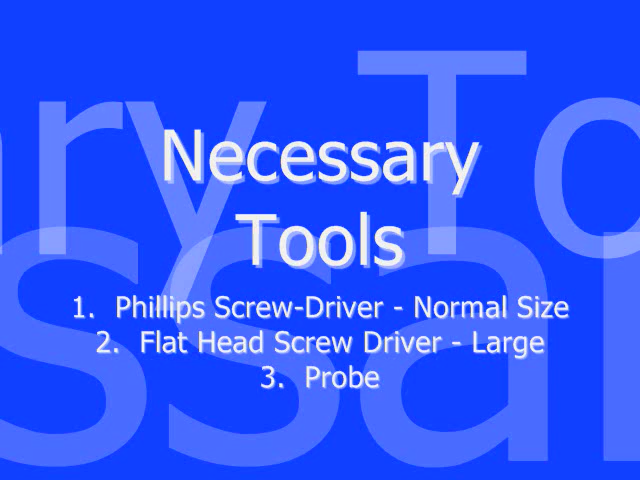 Necessary
Tools
1. Phillips Screw-Driver - Normal Size
2. Flat Head Screw Driver - Large
3. Probe